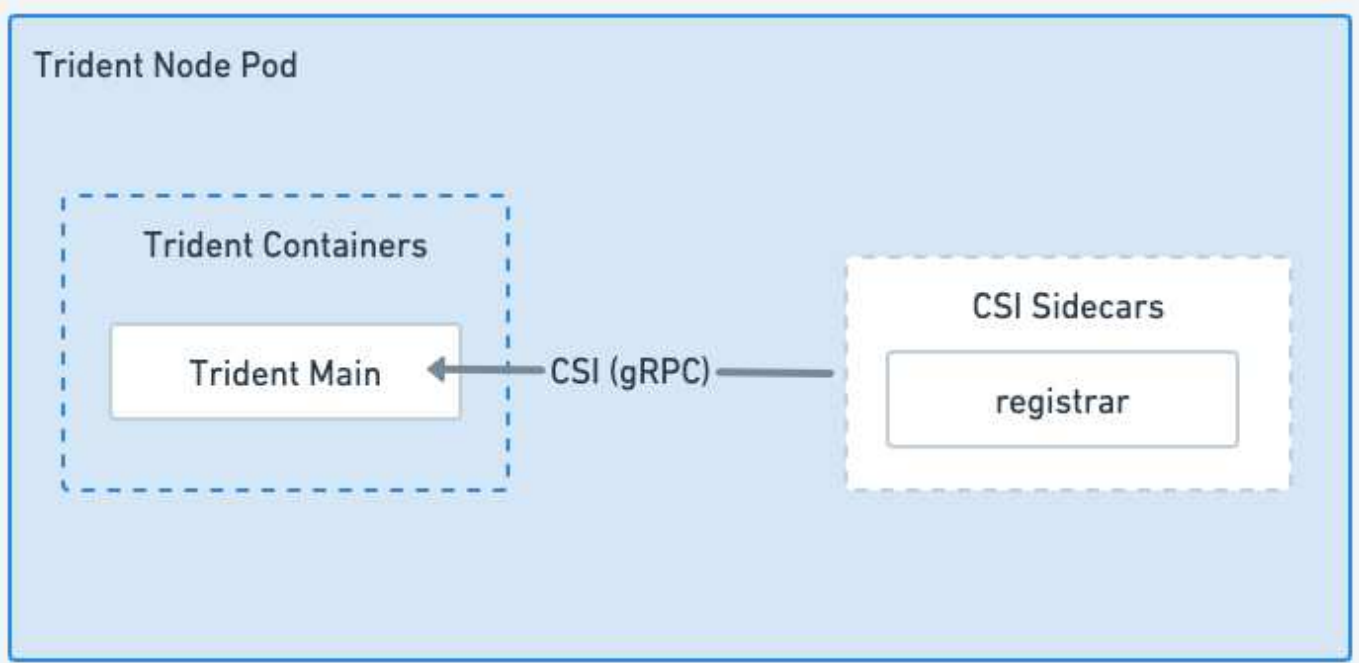 Trident Node Pod
Trident Containers
Trident Main
CSI (gRPC)
CSI Sidecars
registrar